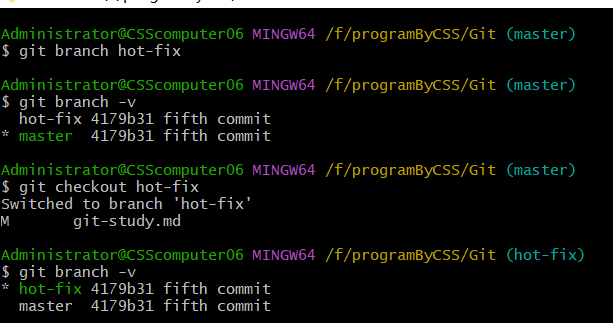 Administrator@CSScomputer06 MINGW64 /f/programByCSS/Git (master)
$ git branch hot-fix
Administrator@CSScomputer06 MINGW64 /f/programByCSS/Git (master)
$ git branch -v
  hot-fix 4179b31 fifth commit
* master  4179b31 fifth commit
Administrator@CSScomputer06 MINGW64 /f/programByCSS/Git (master)
$ git checkout hot-fix
Switched to branch 'hot-fix'
M       git-study.md
Administrator@CSScomputer06 MINGW64 /f/programByCSS/Git (hot-fix)
$ git branch -v
* hot-fix 4179b31 fifth commit
  master  4179b31 fifth commit